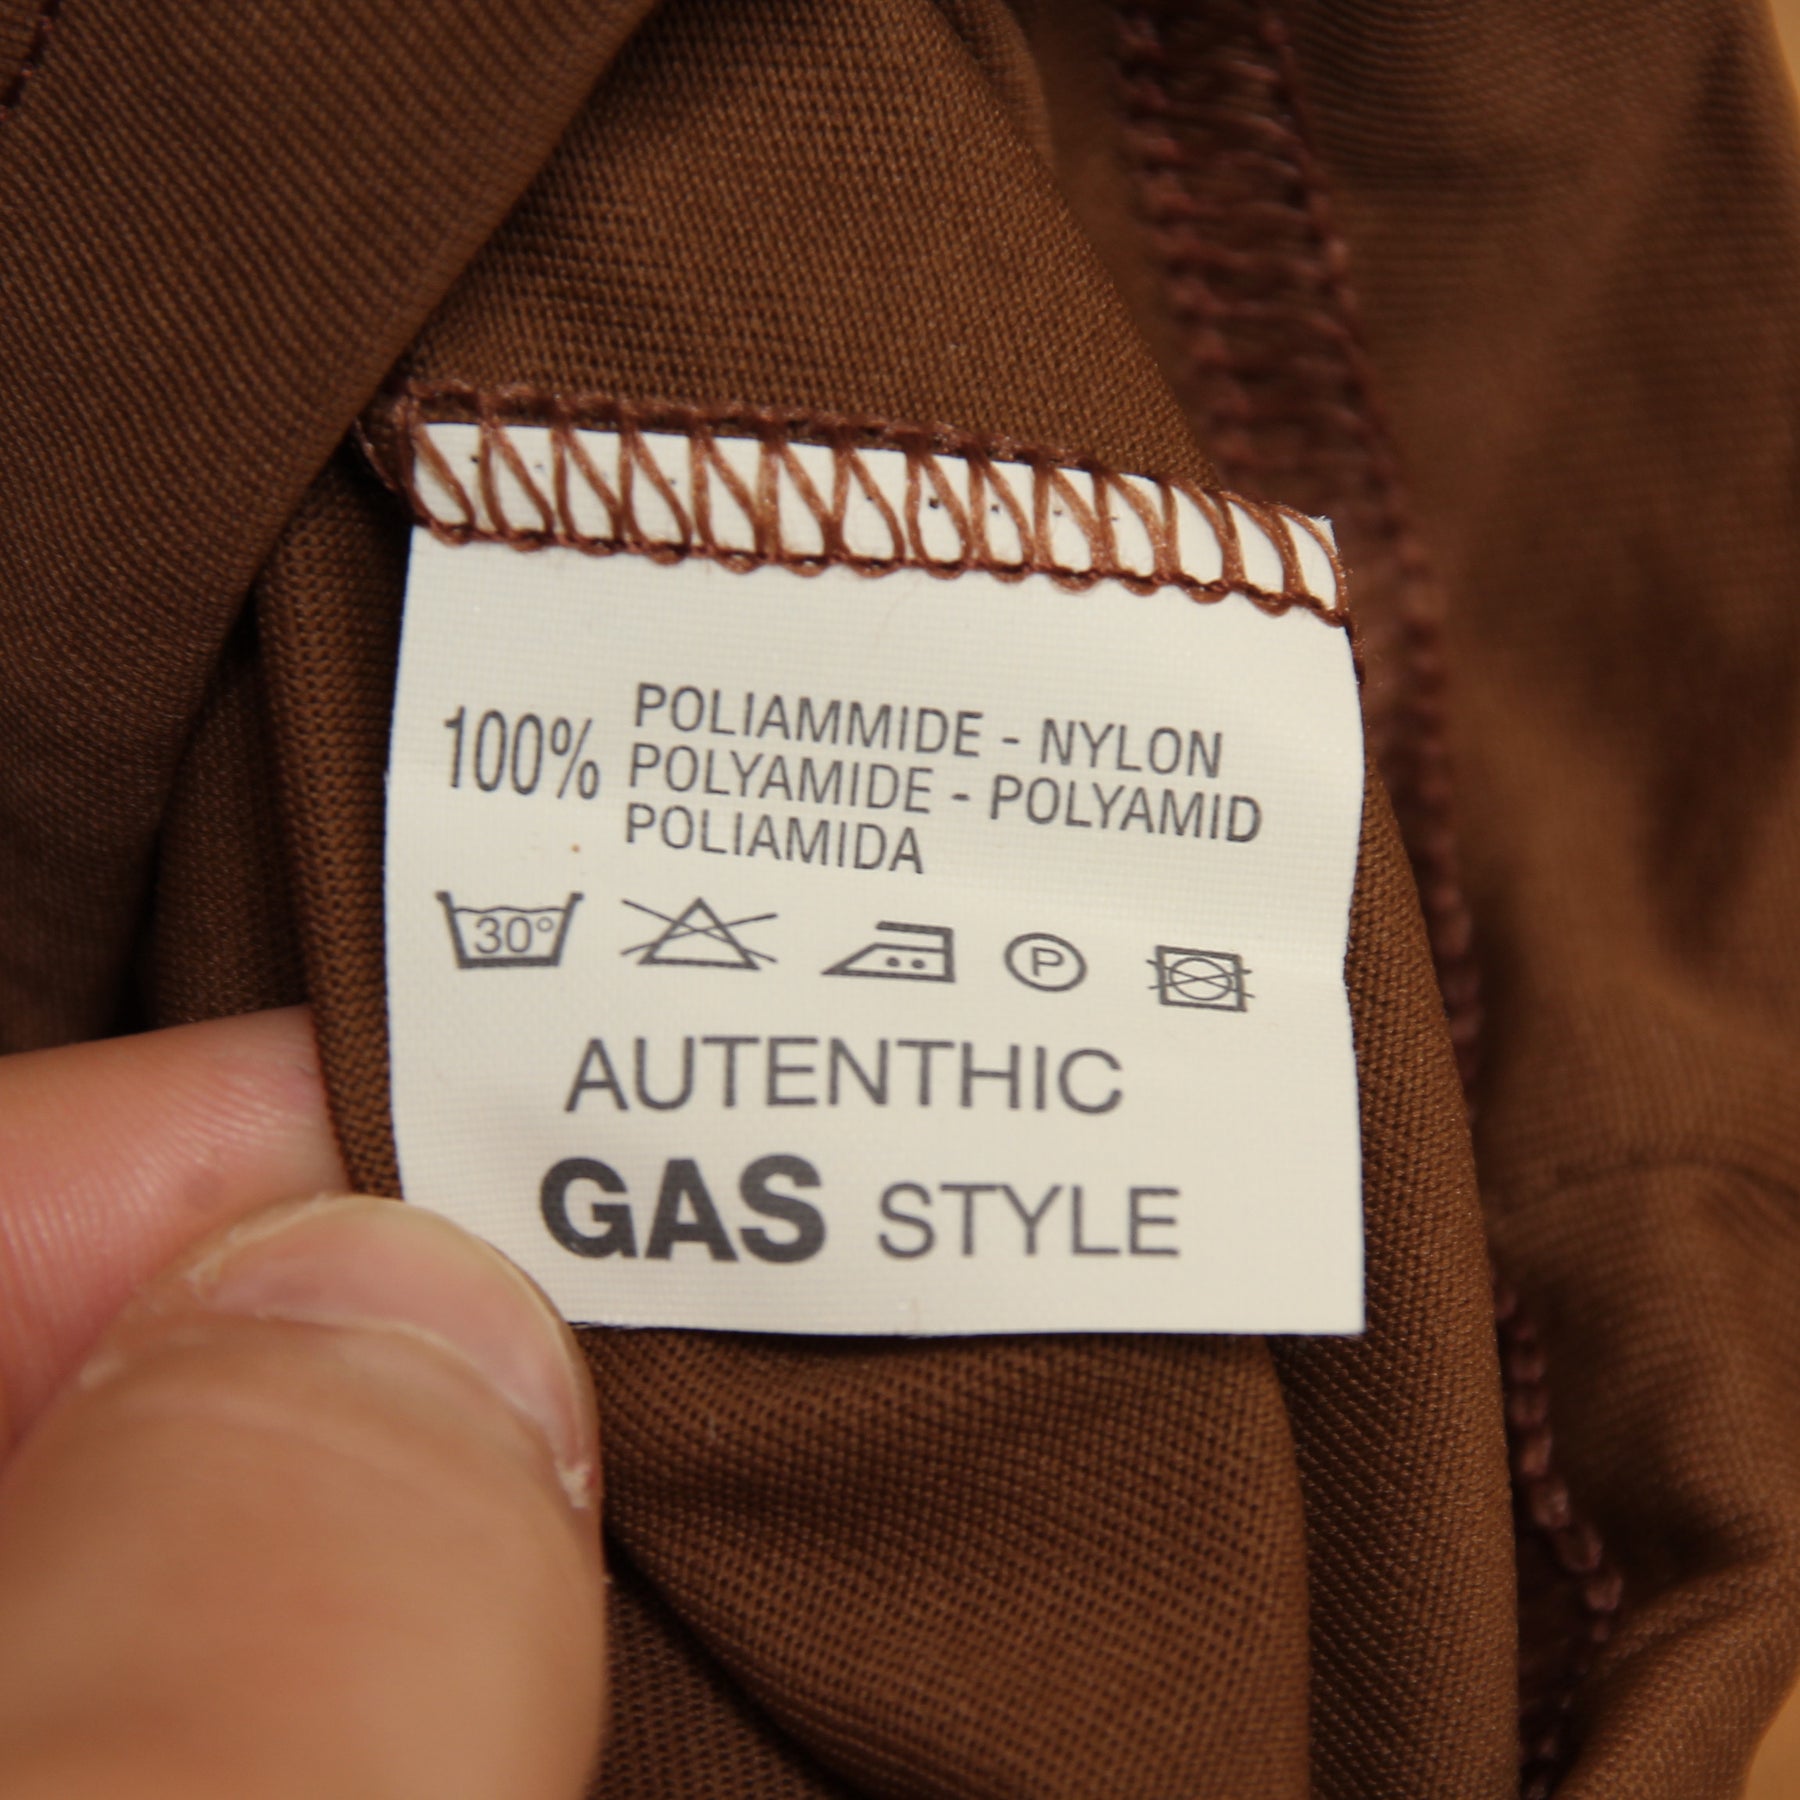 100% POLIAMMIDE - NYLON
POLYAMIDE - POLYAMID
POLIAMIDA
30° P
AUTENTHIC
GAS STYLE